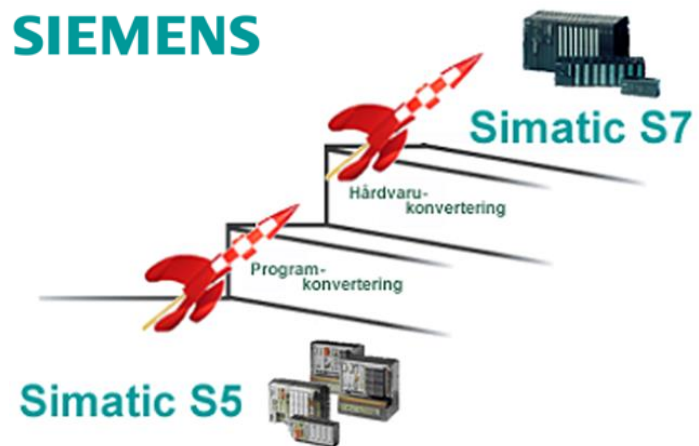 SIEMENS
Simatic S7
Hårdvaru-
konvertering
Program-
konvertering
Simatic S5